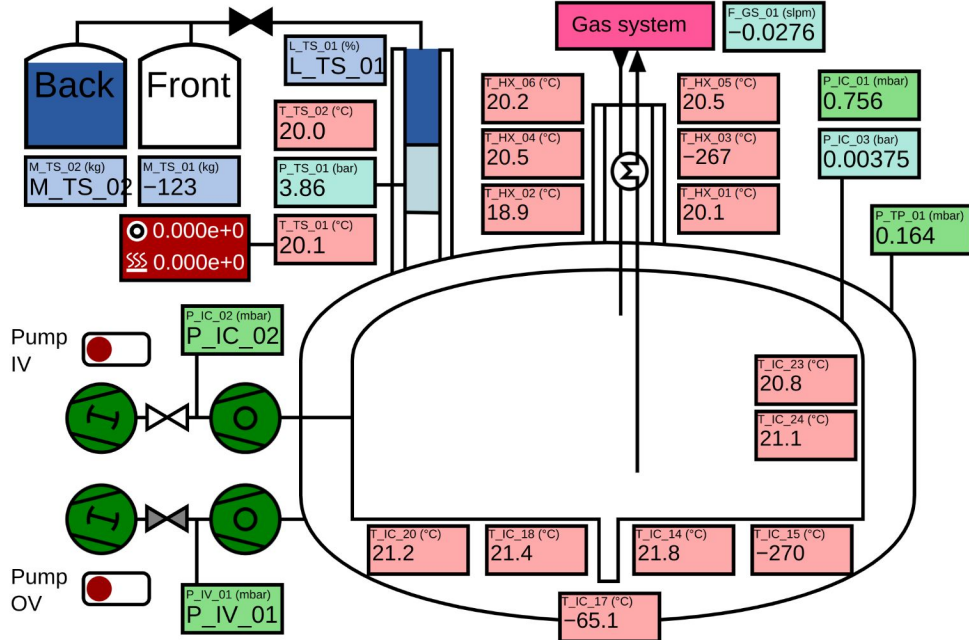 Gas system
F_GS_01 (slpm)
−0.0276
L_TS_01 (%)
L_TS_01
Back
Front
T_HX_06 (°C)
20.2
T_HX_05 (°C)
20.5
P_IC_01 (mbar)
0.756
T_TS_02 (°C)
20.0
T_HX_04 (°C)
20.5
T_HX_03 (°C)
−267
P_IC_03 (bar)
0.00375
M_TS_02 (kg)
M_TS_02
M_TS_01 (kg)
−123
P_TS_01 (bar)
3.86
T_HX_02 (°C)
18.9
T_HX_01 (°C)
20.1
P_TP_01 (mbar)
0.164
0.000e+0
0.000e+0
T_TS_01 (°C)
20.1
Pump
IV
P_IC_02 (mbar)
P_IC_02
T_IC_23 (°C)
20.8
T_IC_24 (°C)
21.1
T_IC_20 (°C)
21.2
T_IC_18 (°C)
21.4
T_IC_14 (°C)
21.8
T_IC_15 (°C)
−270
Pump
OV
P_IV_01 (mbar)
P_IV_01
T_IC_17 (°C)
−65.1